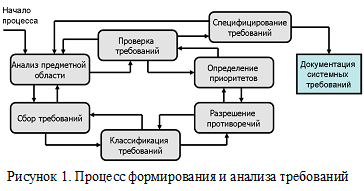 Начало
процесса
Специфицирование
требований
Проверка
требований
Анализ предметной
области
Определение
приоритетов
Документация
системных
требований
Сбор требований
Разрешение
противоречий
Классификация
требований
Рисунок 1. Процесс формирования и анализа требований